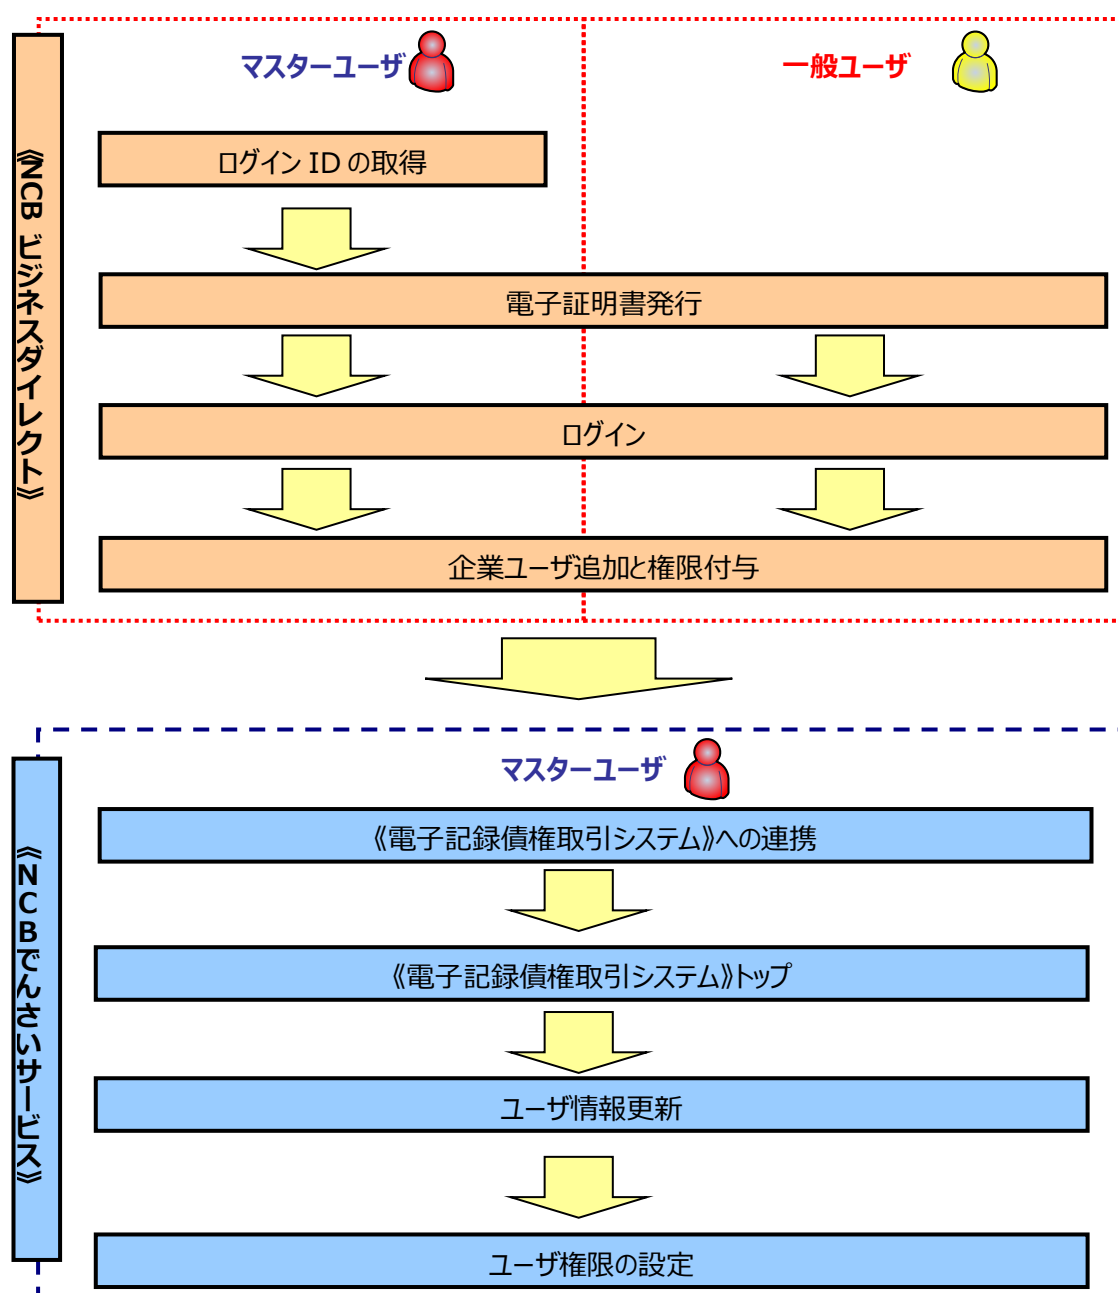 マスターユーザ
一般ユーザ
《NCB ビジネスダイレクト》
ログイン ID の取得
電子証明書発行
ログイン
企業ユーザ追加と権限付与
マスターユーザ
《NCBでんさいサービス》
《電子記録債権取引システム》への連携
《電子記録債権取引システム》トップ
ユーザ情報更新
ユーザ権限の設定